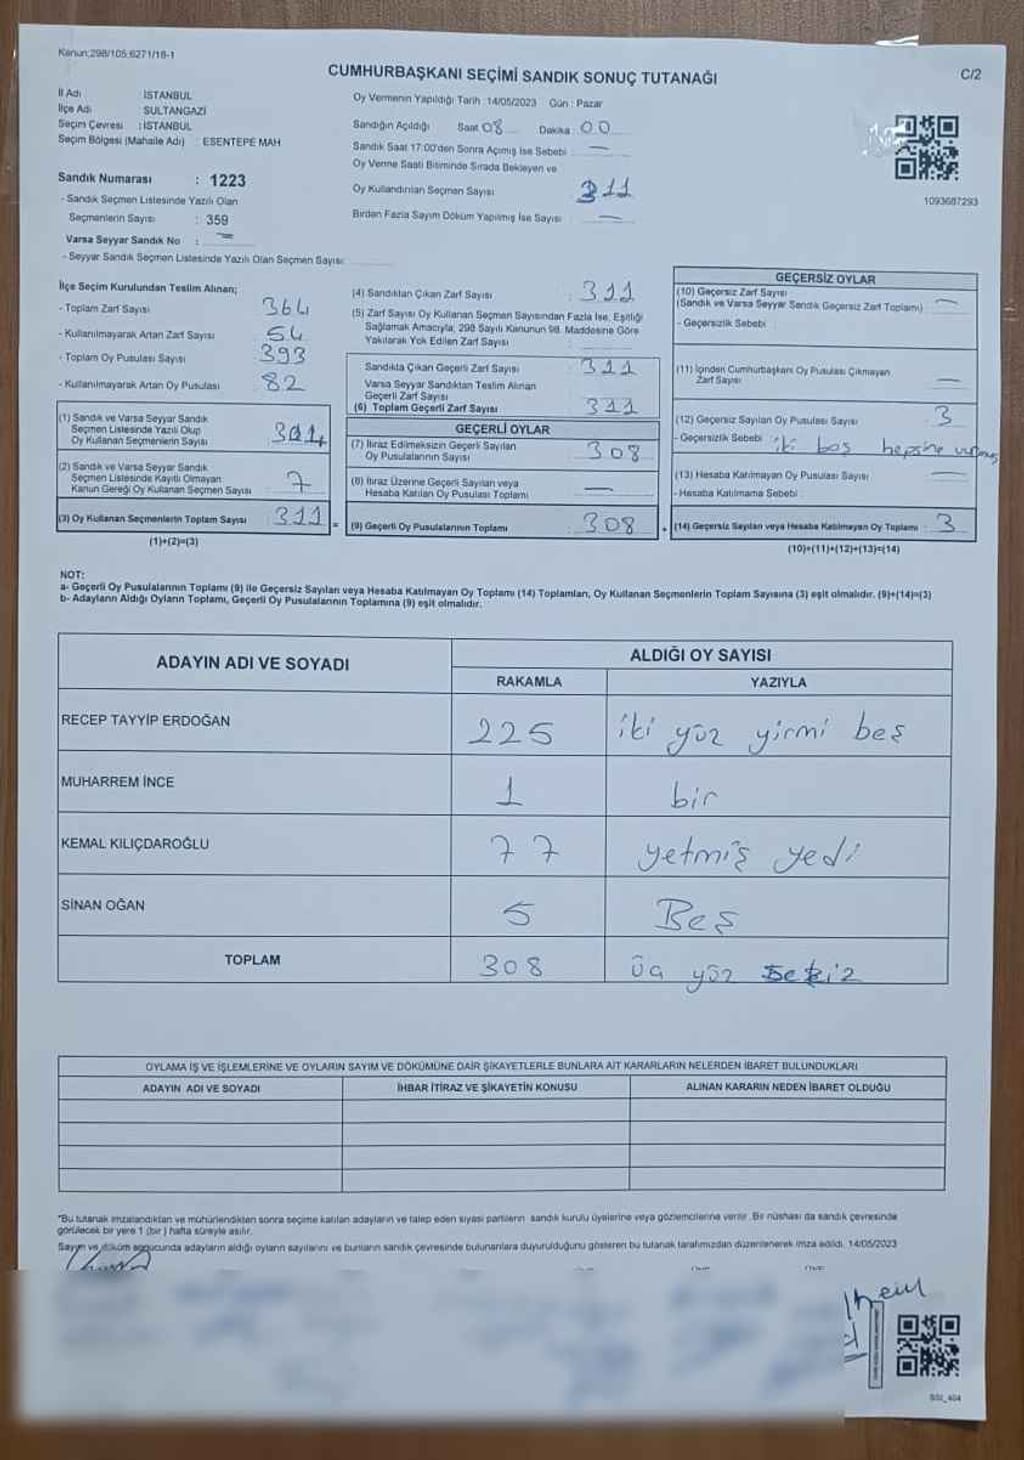 Kanun:298/105;6271/18-1
CUMHURBAŞKANI SEÇİMİ SANDIK SONUÇ TUTANAĞI
C/2
İl Adı : İSTANBUL
İlçe Adı : SULTANGAZİ
Seçim Çevresi : İSTANBUL
Seçim Bölgesi (Mahalle Adı) : ESENTEPE MAH
Sandık Numarası : 1223
- Sandık Seçmen Listesinde Yazılı Olan
Seçmenlerin Sayısı : 359
Varsa Seyyar Sandık No : —
- Seyyar Sandık Seçmen Listesinde Yazılı Olan Seçmen Sayısı:
Oy Vermenin Yapıldığı Tarih : 14/05/2023 Gün : Pazar
Sandığın Açıldığı Saat 08 Dakika : 00
Sandık Saat 17:00'den Sonra Açımış İse Sebebi : —
Oy Verme Saati Bitiminde Sırada Bekleyen ve
Oy Kullandırılan Seçmen Sayısı 311
Birden Fazla Sayım Döküm Yapılmış İse Sayısı : —
1093687293
İlçe Seçim Kurulundan Teslim Alınan;
- Toplam Zarf Sayısı : 364
- Kullanılmayarak Artan Zarf Sayısı : 54
- Toplam Oy Pusulası Sayısı : 393
- Kullanılmayarak Artan Oy Pusulası : 82
(1) Sandık ve Varsa Seyyar Sandık
Seçmen Listesinde Yazılı Olup
Oy Kullanan Seçmenlerin Sayısı : 304
(2) Sandık ve Varsa Seyyar Sandık
Seçmen Listesinde Kayıtlı Olmayan
Kanun Gereği Oy Kullanan Seçmen Sayısı : 7
(3) Oy Kullanan Seçmenlerin Toplam Sayısı : 311 =
(1)+(2)=(3)
(4) Sandıktan Çıkan Zarf Sayısı : 311
(5) Zarf Sayısı Oy Kullanan Seçmen Sayısından Fazla İse, Eşitliği
Sağlamak Amacıyla, 298 Sayılı Kanunun 98. Maddesine Göre
Yakılarak Yok Edilen Zarf Sayısı :
Sandıkta Çıkan Geçerli Zarf Sayısı : 311
Varsa Seyyar Sandıktan Teslim Alınan
Geçerli Zarf Sayısı
(6) Toplam Geçerli Zarf Sayısı : 311
GEÇERLİ OYLAR
(7) İtiraz Edilmeksizin Geçerli Sayılan
Oy Pusulalarının Sayısı : 308
(8) İtiraz Üzerine Geçerli Sayılan veya
Hesaba Katılan Oy Pusulası Toplamı : —
(9) Geçerli Oy Pusulalarının Toplamı : 308 +
GEÇERSİZ OYLAR
(10) Geçersiz Zarf Sayısı
(Sandık ve Varsa Seyyar Sandık Geçersiz Zarf Toplamı) : —
- Geçersizlik Sebebi :
(11) İçinden Cumhurbaşkanı Oy Pusulası Çıkmayan
Zarf Sayısı : —
(12) Geçersiz Sayılan Oy Pusulası Sayısı : 3
- Geçersizlik Sebebi : iki boş hepsine
(13) Hesaba Katılmayan Oy Pusulası Sayısı : —
- Hesaba Katılmama Sebebi :
(14) Geçersiz Sayılan veya Hesaba Katılmayan Oy Toplamı : 3
(10)+(11)+(12)+(13)=(14)
NOT:
a- Geçerli Oy Pusulalarının Toplamı (9) ile Geçersiz Sayılan veya Hesaba Katılmayan Oy Toplamı (14) Toplamları, Oy Kullanan Seçmenlerin Toplam Sayısına (3) eşit olmalıdır. (9)+(14)=(3)
b- Adayların Aldığı Oyların Toplamı, Geçerli Oy Pusulalarının Toplamına (9) eşit olmalıdır.
ADAYIN ADI VE SOYADI
ALDIĞI OY SAYISI
RAKAMLA YAZIYLA
RECEP TAYYİP ERDOĞAN 225 iki yüz yirmi beş
MUHARREM İNCE 1 bir
KEMAL KILIÇDAROĞLU 77 yetmiş yedi
SİNAN OĞAN 5 Beş
TOPLAM 308 üç yüz sekiz
OYLAMA İŞ VE İŞLEMLERİNE VE OYLARIN SAYIM VE DÖKÜMÜNE DAİR ŞİKAYETLERLE BUNLARA AİT KARARLARIN NELERDEN İBARET BULUNDUKLARI
ADAYIN ADI VE SOYADI İHBAR İTİRAZ VE ŞİKAYETİN KONUSU ALINAN KARARIN NEDEN İBARET OLDUĞU
"Bu tutanak imzalandıktan ve mühürlendikten sonra seçime katılan adayların ve talep eden siyasi partilerin sandık kurulu üyelerine veya gözlemcilerine verilir. Bir nüshası da sandık çevresinde
görülecek bir yere 1 (bir) hafta süreyle asılır.
Sayım ve döküm sonucunda adayların aldığı oyların sayılarını ve bunların sandık çevresinde bulunanlara duyurulduğunu gösteren bu tutanak tarafımızdan düzenlenerek imza edildi. 14/05/2023